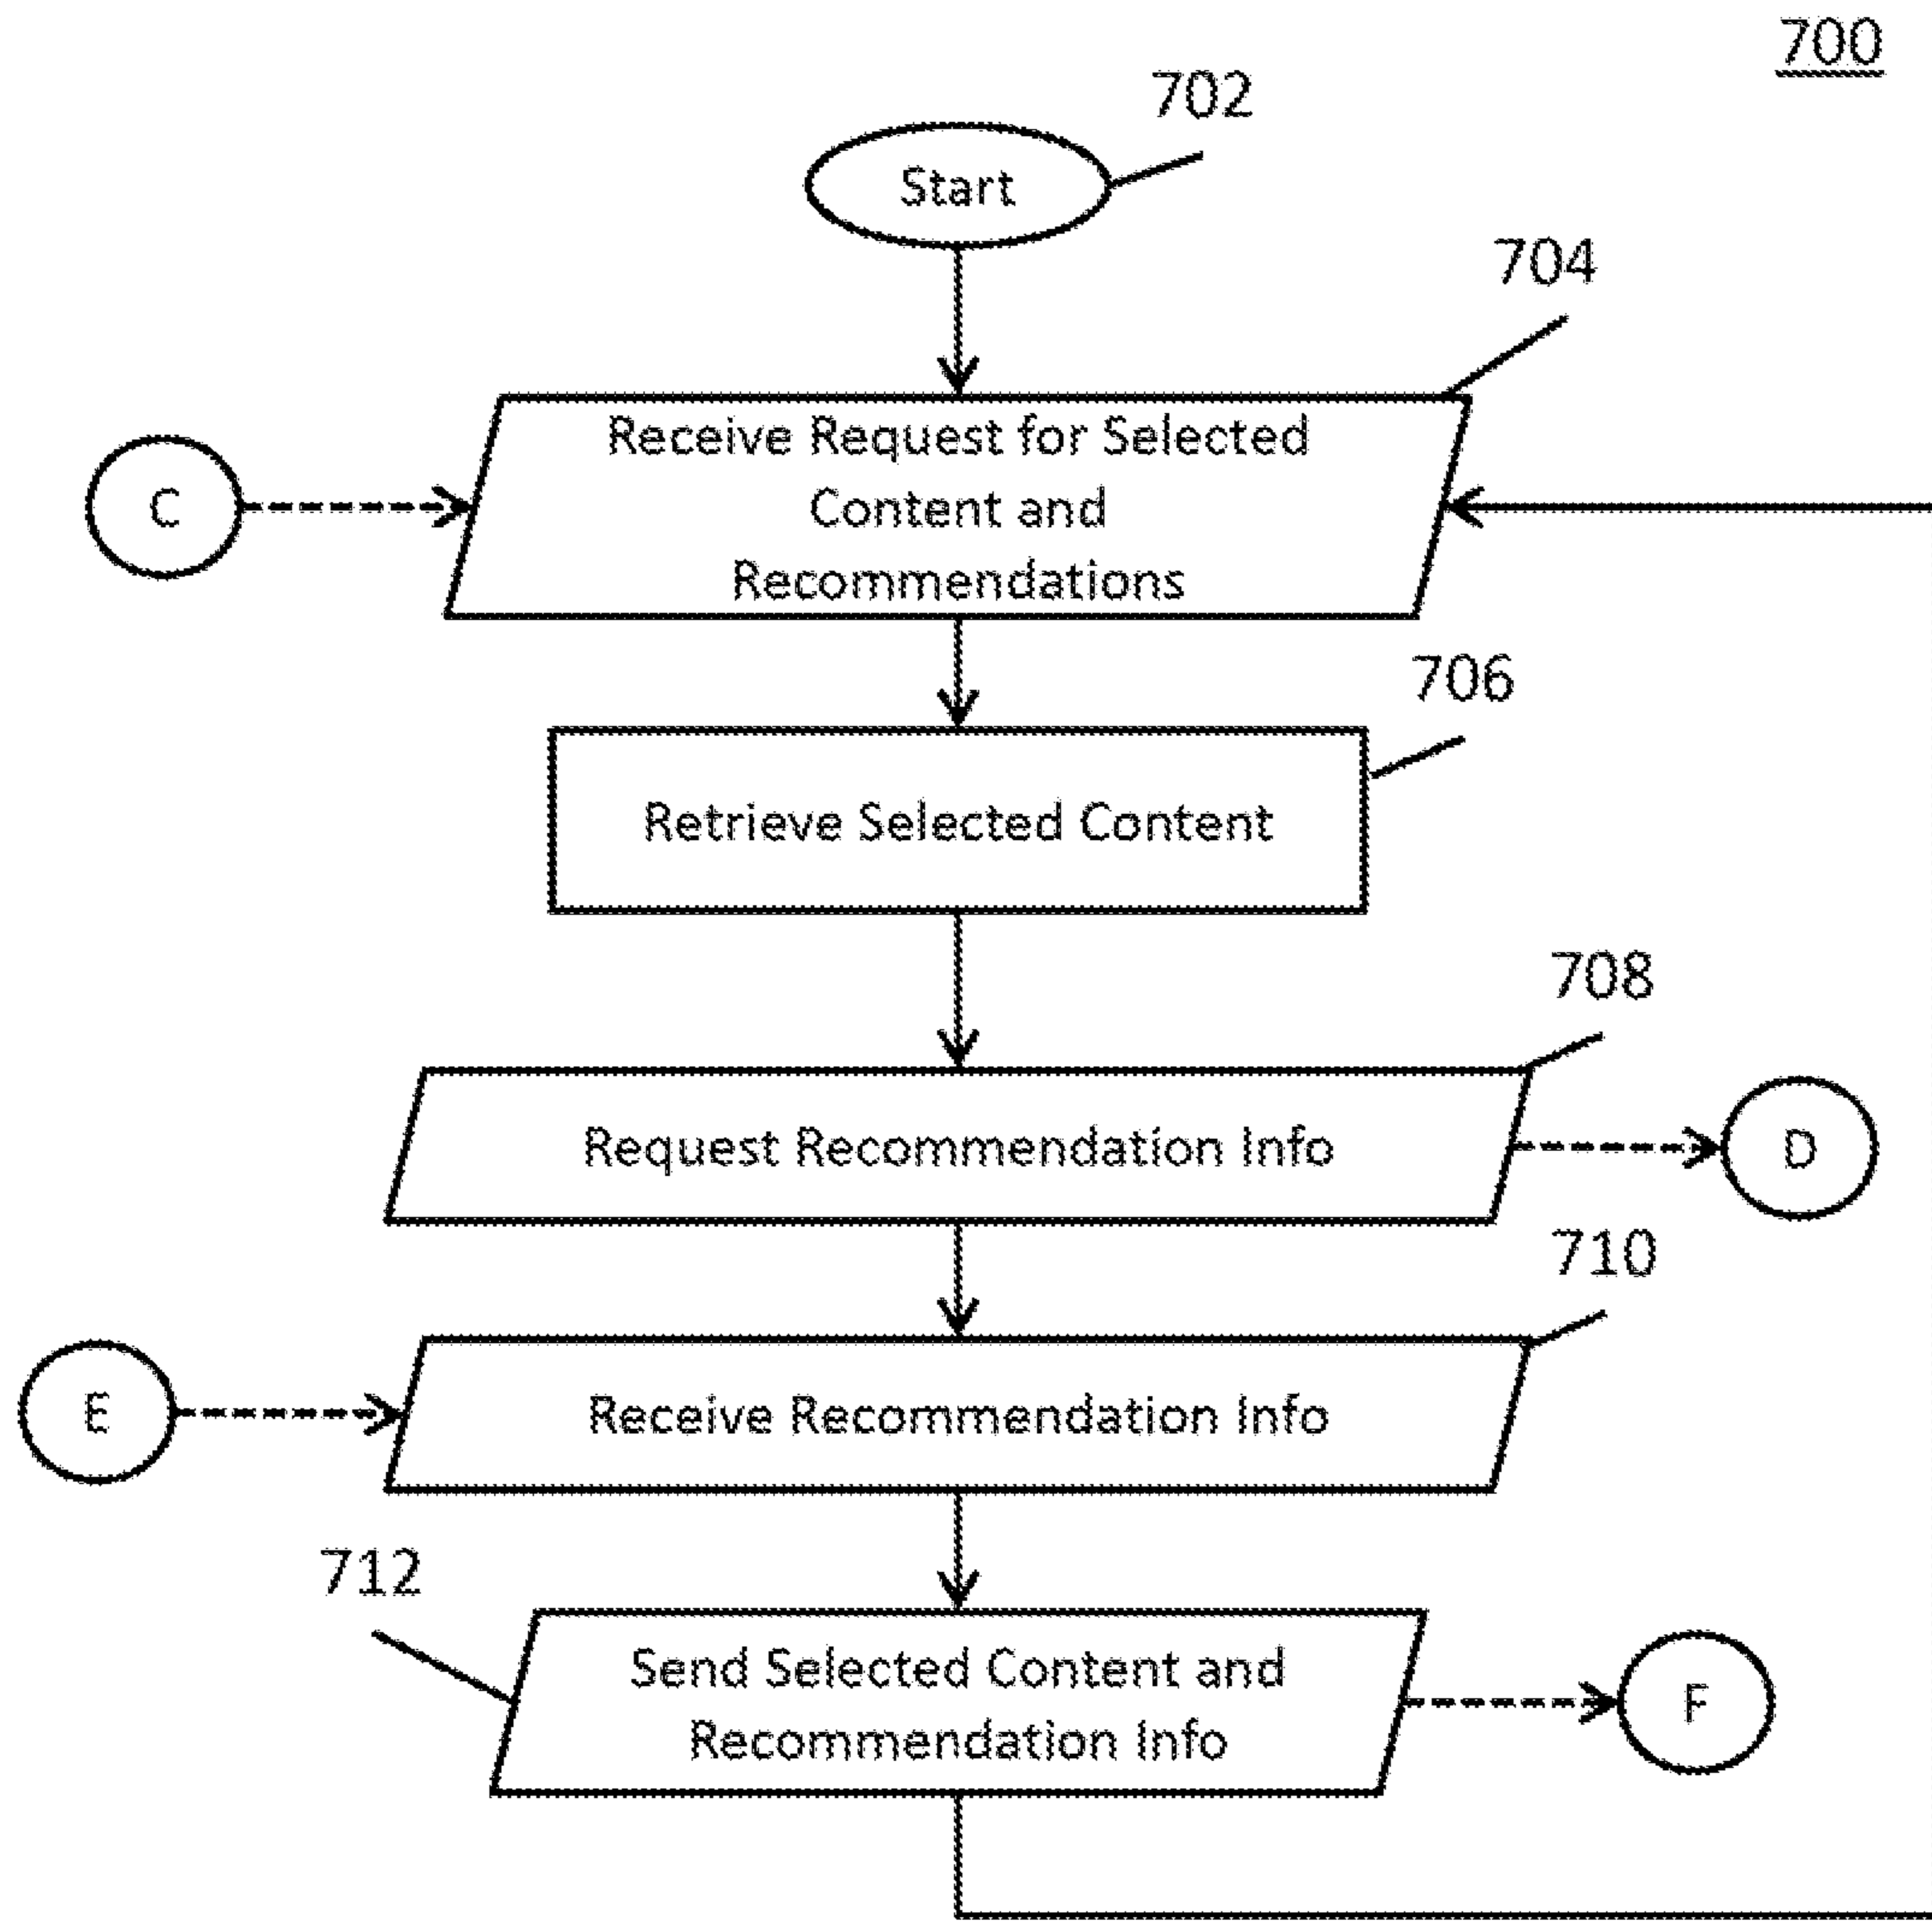 700
702
Start
704
Receive Request for Selected
C
Content and
Recommendations
706
Retrieve Selected Content
708
Request Recommendation Info
D
710
E
Receive Recommendation Info
712
Send Selected Content and
F
Recommendation Info